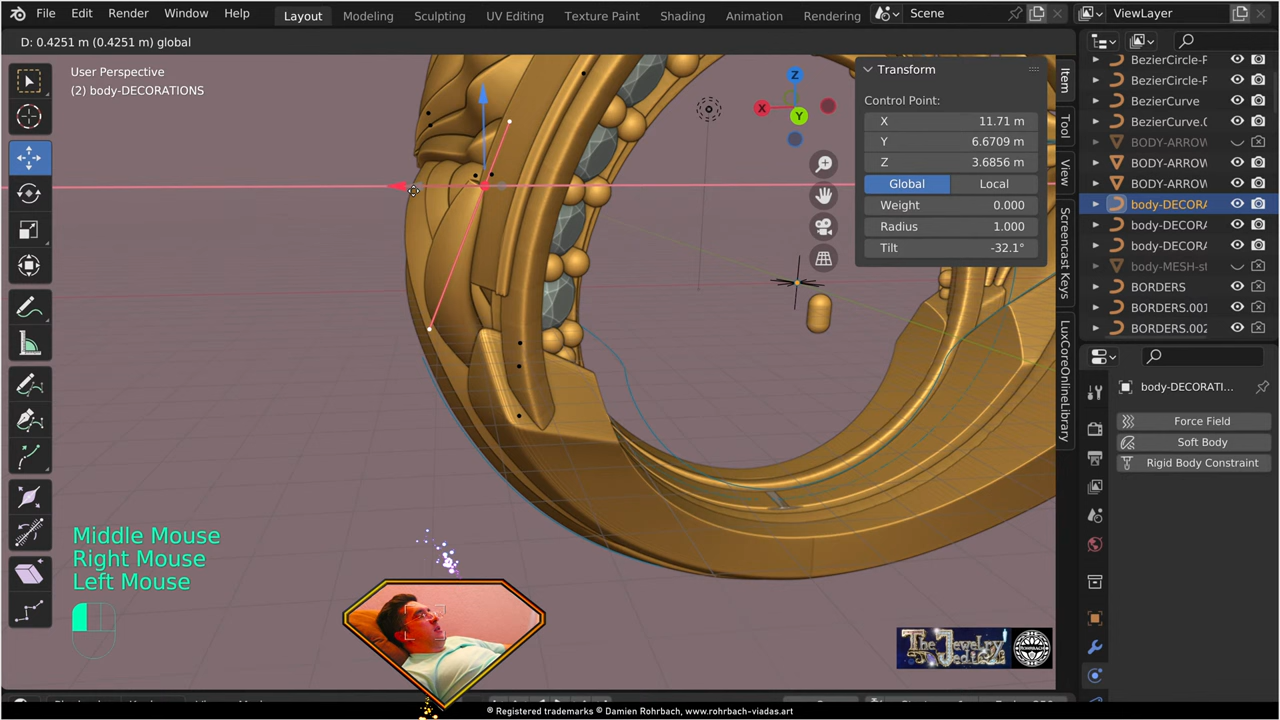 File Edit Render Window Help Layout Modeling Sculpting UV Editing Texture Paint Shading Animation Rendering Scene ViewLayer
D: 0.4251 m (0.4251 m) global
User Perspective
(2) body-DECORATIONS
Z
X
Y
Transform
Control Point:
X 11.71 m
Y 6.6709 m
Z 3.6856 m
Global Local
Weight 0.000
Radius 1.000
Tilt -32.1°
Item
Tool
View
Screencast Keys
LuxCoreOnlineLibrary
BezierCircle-F
BezierCircle-F
BezierCurve
BezierCurve.0
BODY-ARROW
BODY-ARROW
BODY-ARROW
body-DECORA
body-DECORA
body-DECORA
body-MESH-st
BORDERS
BORDERS.001
BORDERS.002
body-DECORATI...
Force Field
Soft Body
Rigid Body Constraint
Middle Mouse
Right Mouse
Left Mouse
The Jewelry
ROHRBACH
® Registered trademarks © Damien Rohrbach, www.rohrbach-viadas.art